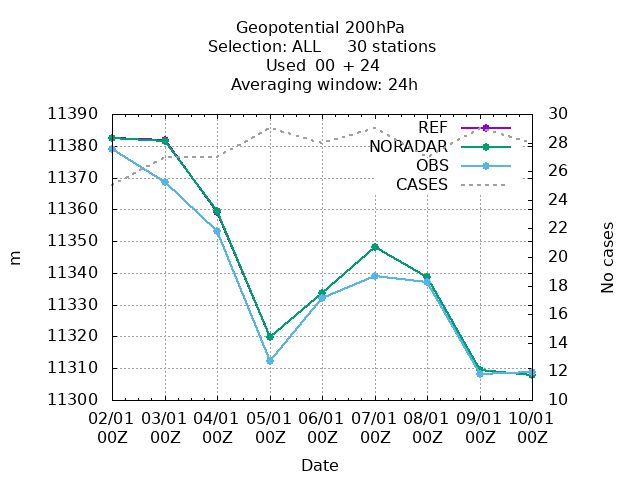 Geopotential 200hPa
Selection: ALL 30 stations
Used 00 + 24
Averaging window: 24h
11390
11380
11370
11360
11350
11340
11330
11320
11310
11300
m
30
28
26
24
22
20
18
16
14
12
10
No cases
REF
NORADAR
OBS
CASES
02/01 03/01 04/01 05/01 06/01 07/01 08/01 09/01 10/01
00Z 00Z 00Z 00Z 00Z 00Z 00Z 00Z 00Z
Date